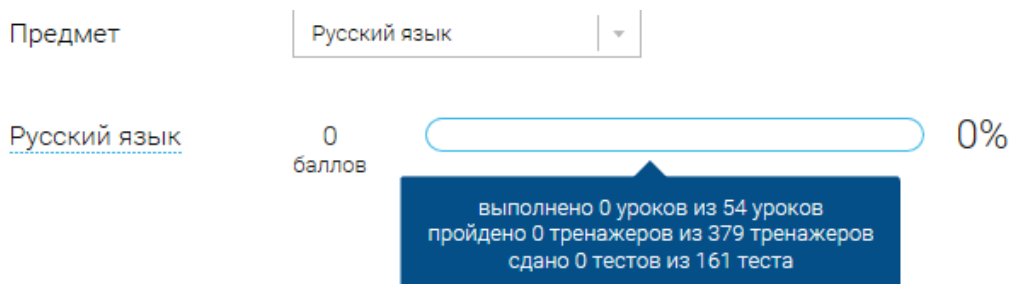 Предмет
Русский язык
Русский язык
0
баллов
0%
выполнено 0 уроков из 54 уроков
пройдено 0 тренажеров из 379 тренажеров
сдано 0 тестов из 161 теста